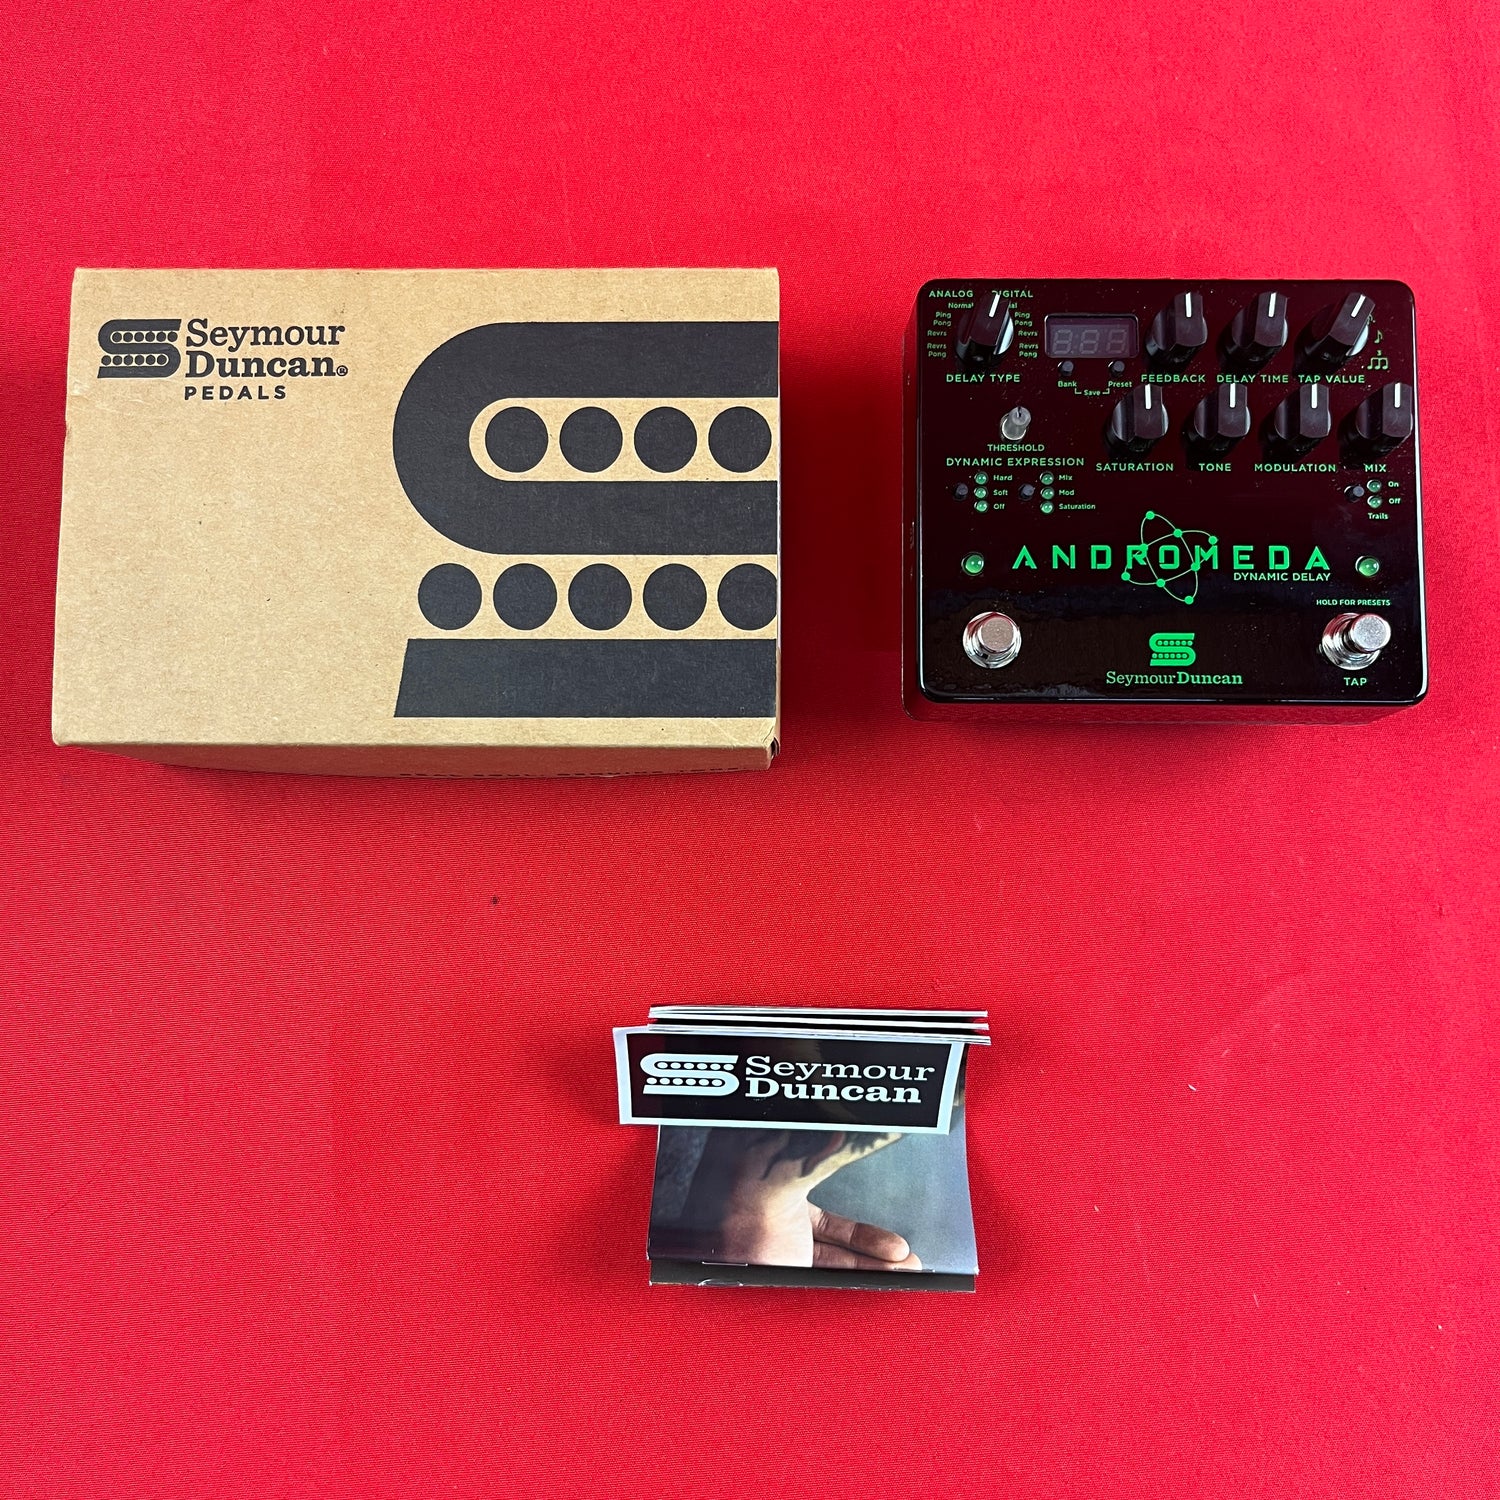 Seymour
Duncan®
PEDALS
ANALOG DIGITAL
Normal
Ping Pong
Ping Pong
Revrs
Revrs
Revrs Pong
Revrs Pong
DELAY TYPE
Bank
Preset
Save
FEEDBACK
DELAY TIME
TAP VALUE
THRESHOLD
DYNAMIC EXPRESSION
Hard
Soft
Off
Mix
Mod
Saturation
SATURATION
TONE
MODULATION
MIX
On
Off
Trails
ANDROMEDA
DYNAMIC DELAY
HOLD FOR PRESETS
SeymourDuncan
TAP
Seymour
Duncan